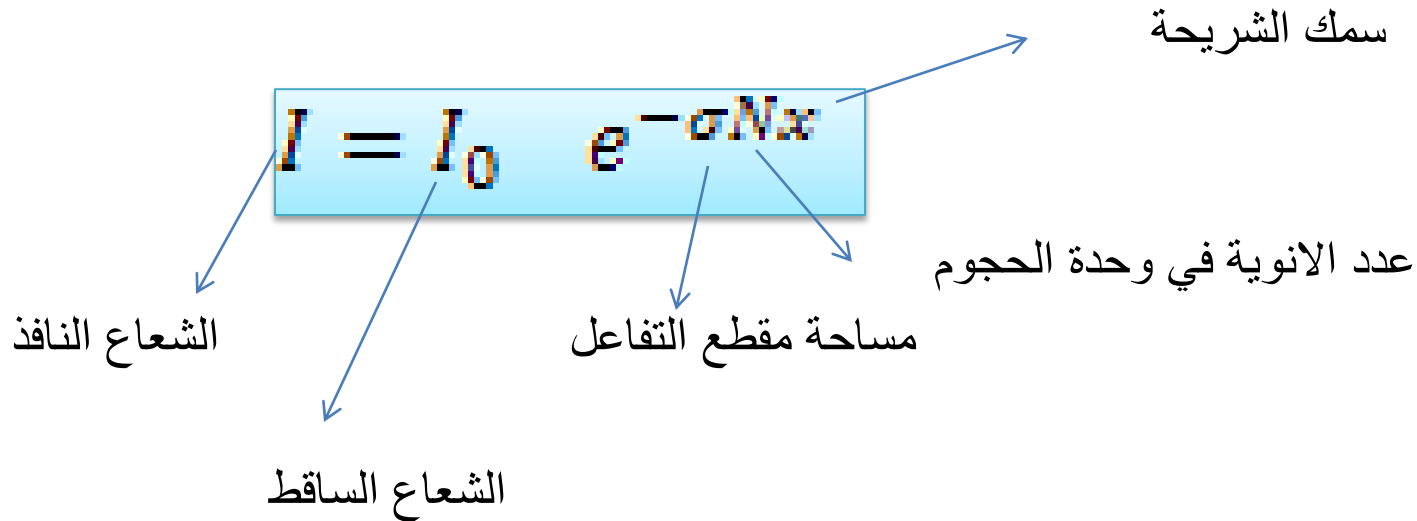 سمك الشريحة
I = I₀ e^{-σNx}
عدد الانوية في وحدة الحجوم
مساحة مقطع التفاعل
الشعاع النافذ
الشعاع الساقط